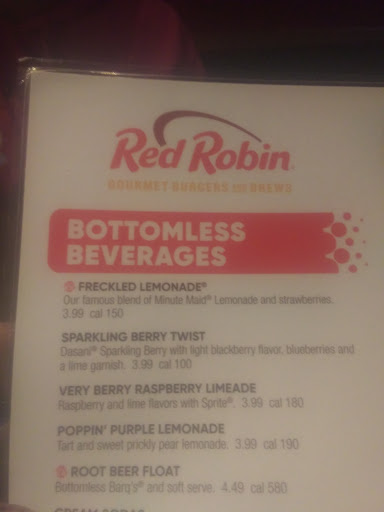 Red Robin
GOURMET BURGERS AND BREWS
BOTTOMLESS
BEVERAGES
FRECKLED LEMONADE®
Our famous blend of Minute Maid® Lemonade and strawberries.
3.99 cal 150
SPARKLING BERRY TWIST
Dasani® Sparkling Berry with light blackberry flavor, blueberries and
a lime garnish. 3.99 cal 100
VERY BERRY RASPBERRY LIMEADE
Raspberry and lime flavors with Sprite®. 3.99 cal 180
POPPIN' PURPLE LEMONADE
Tart and sweet prickly pear lemonade. 3.99 cal 190
ROOT BEER FLOAT
Bottomless Barq's® and soft serve. 4.49 cal 580
CREAM SODAS